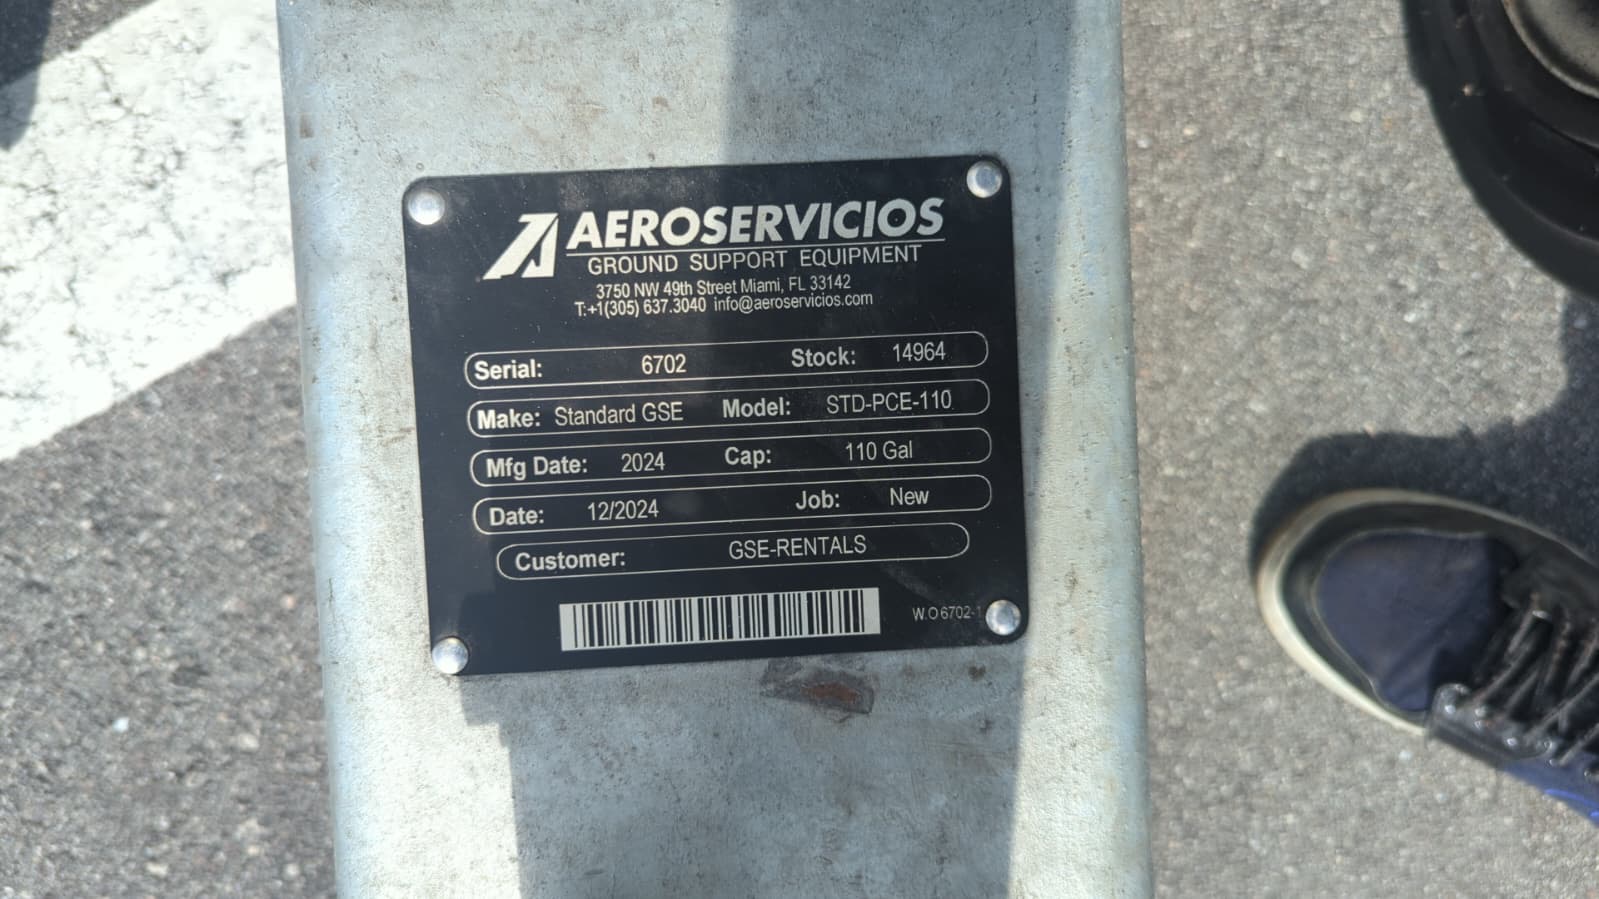 AEROSERVICIOS
GROUND SUPPORT EQUIPMENT
3750 NW 49th Street Miami, FL 33142
T:+1(305) 637.3040 info@aeroservicios.com
Serial: 6702 Stock: 14964
Make: Standard GSE Model: STD-PCE-110
Mfg Date: 2024 Cap: 110 Gal
Date: 12/2024 Job: New
Customer: GSE-RENTALS
W.O 6702-1